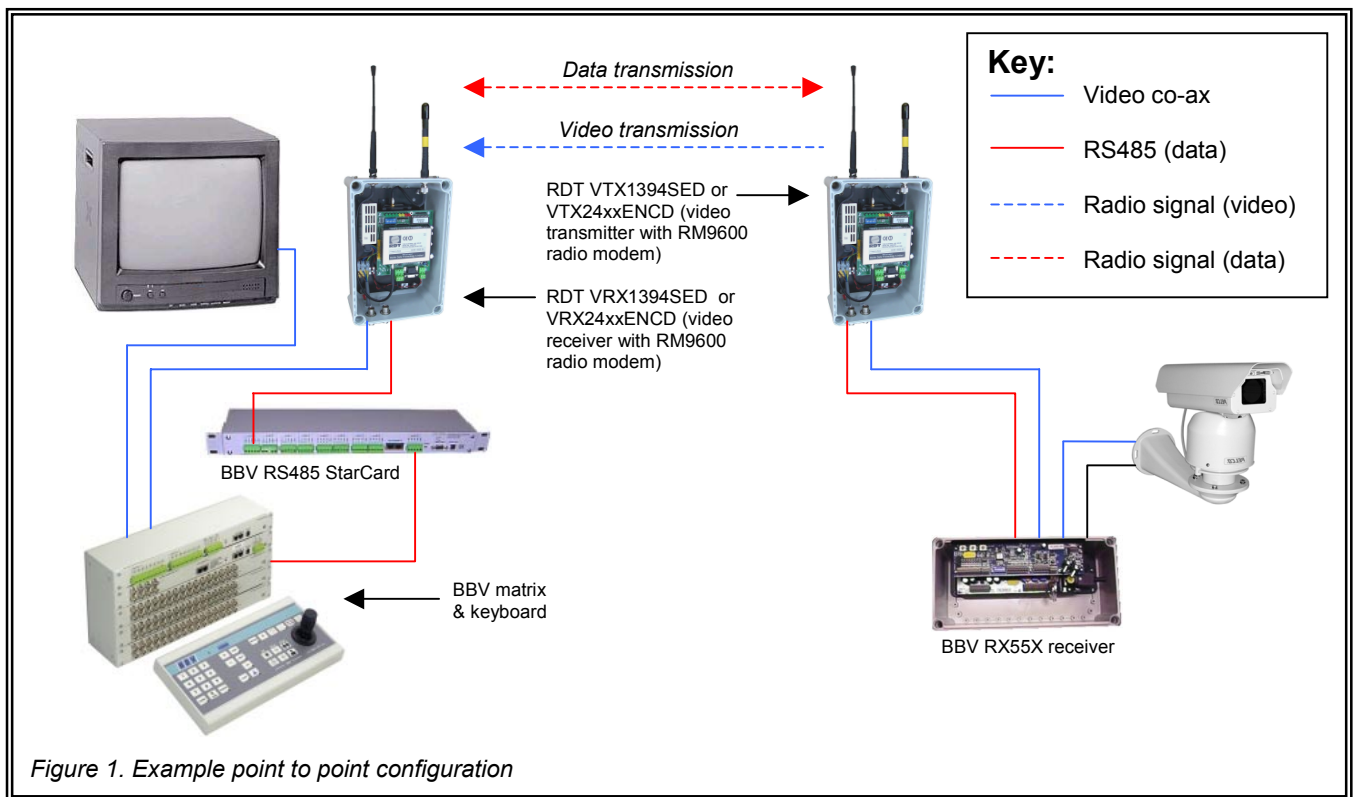 Data transmission
Video transmission
Key:
Video co-ax
RS485 (data)
Radio signal (video)
Radio signal (data)
RDT VTX1394SED or
VTX24xxENCD (video
transmitter with RM9600
radio modem)
RDT VRX1394SED or
VRX24xxENCD (video
receiver with RM9600
radio modem)
BBV RS485 StarCard
BBV matrix
& keyboard
BBV RX55X receiver
Figure 1. Example point to point configuration